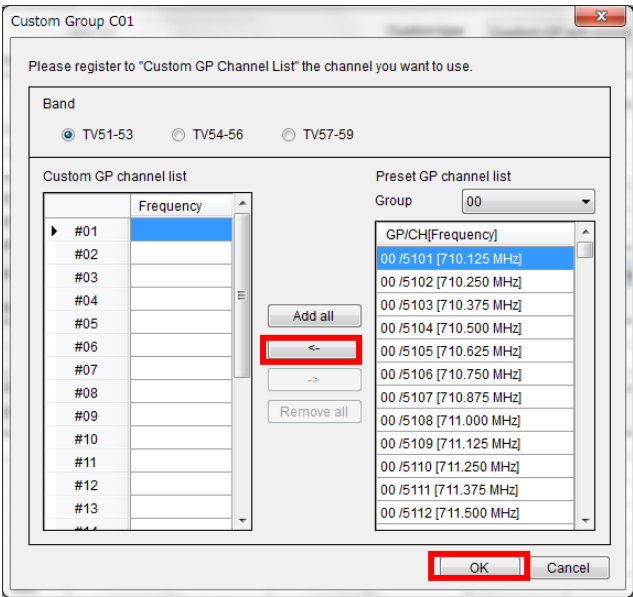 Custom Group C01
Please register to "Custom GP Channel List" the channel you want to use.
Band
TV51-53 TV54-56 TV57-59
Custom GP channel list
Frequency
#01
#02
#03
#04
#05
#06
#07
#08
#09
#10
#11
#12
#13
Add all
<-
->
Remove all
Preset GP channel list
Group 00
GP/CH[Frequency]
00 /5101 [710.125 MHz]
00 /5102 [710.250 MHz]
00 /5103 [710.375 MHz]
00 /5104 [710.500 MHz]
00 /5105 [710.625 MHz]
00 /5106 [710.750 MHz]
00 /5107 [710.875 MHz]
00 /5108 [711.000 MHz]
00 /5109 [711.125 MHz]
00 /5110 [711.250 MHz]
00 /5111 [711.375 MHz]
00 /5112 [711.500 MHz]
OK Cancel